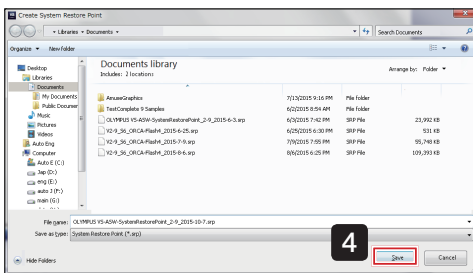 Create System Restore Point
Libraries Documents Search Documents
Organize New folder
Desktop
Libraries
Documents
My Documents
Public Documen
Music
Pictures
Videos
Auto Eng
Computer
Auto E (C:)
Jap (D:)
eng (E:)
auto J (F:)
main (G:)
Documents library
Includes: 2 locations
Arrange by: Folder
AmuseGraphics 7/13/2015 9:16 PM File folder
TestComplete 9 Samples 6/2/2015 8:54 AM File folder
OLYMPUS VS-ASW-SystemRestorePoint_2-9_2015-6-3.srp 6/3/2015 7:42 PM SRP File 23,992 KB
V2-9_S6_ORCA-Flash4_2015-6-25.srp 6/25/2015 6:30 PM SRP File 531 KB
V2-9_S6_ORCA-Flash4_2015-7-9.srp 7/9/2015 7:55 PM SRP File 55,748 KB
V2-9_S6_ORCA-Flash4_2015-8-6.srp 8/6/2015 6:25 PM SRP File 109,393 KB
File name: OLYMPUS VS-ASW-SystemRestorePoint_2-9_2015-10-7.srp
Save as type: System Restore Point (*.srp)
4
Hide Folders
Save
Cancel